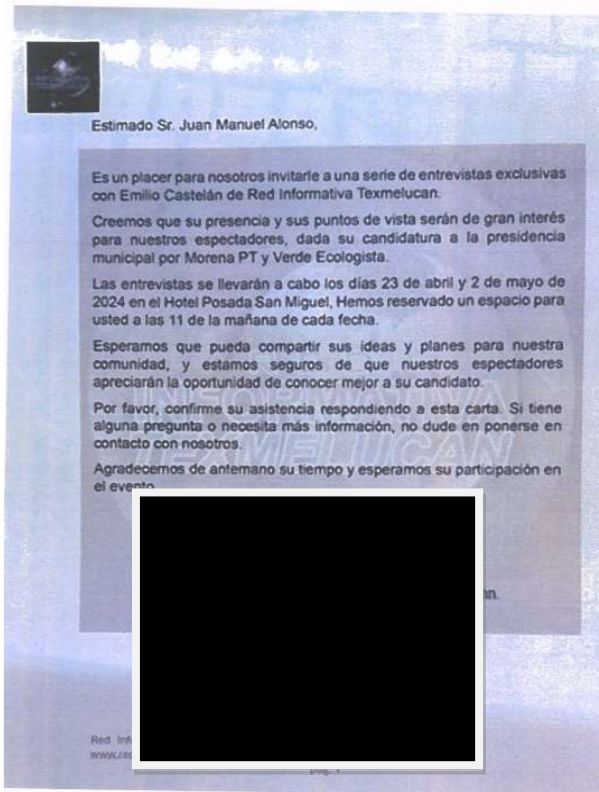 Estimado Sr. Juan Manuel Alonso,
Es un placer para nosotros invitarle a una serie de entrevistas exclusivas
con Emilio Castelán de Red Informativa Texmelucan.
Creemos que su presencia y sus puntos de vista serán de gran interés
para nuestros espectadores, dada su candidatura a la presidencia
municipal por Morena PT y Verde Ecologista.
Las entrevistas se llevarán a cabo los días 23 de abril y 2 de mayo de
2024 en el Hotel Posada San Miguel, Hemos reservado un espacio para
usted a las 11 de la mañana de cada fecha.
Esperamos que pueda compartir sus ideas y planes para nuestra
comunidad, y estamos seguros de que nuestros espectadores
apreciarán la oportunidad de conocer mejor a su candidato.
Por favor, confirme su asistencia respondiendo a esta carta. Si tiene
alguna pregunta o necesita más información, no dude en ponerse en
contacto con nosotros.
Agradecemos de antemano su tiempo y esperamos su participación en
el evento
INFORMATIVA
TEXMELUCAN
Red.